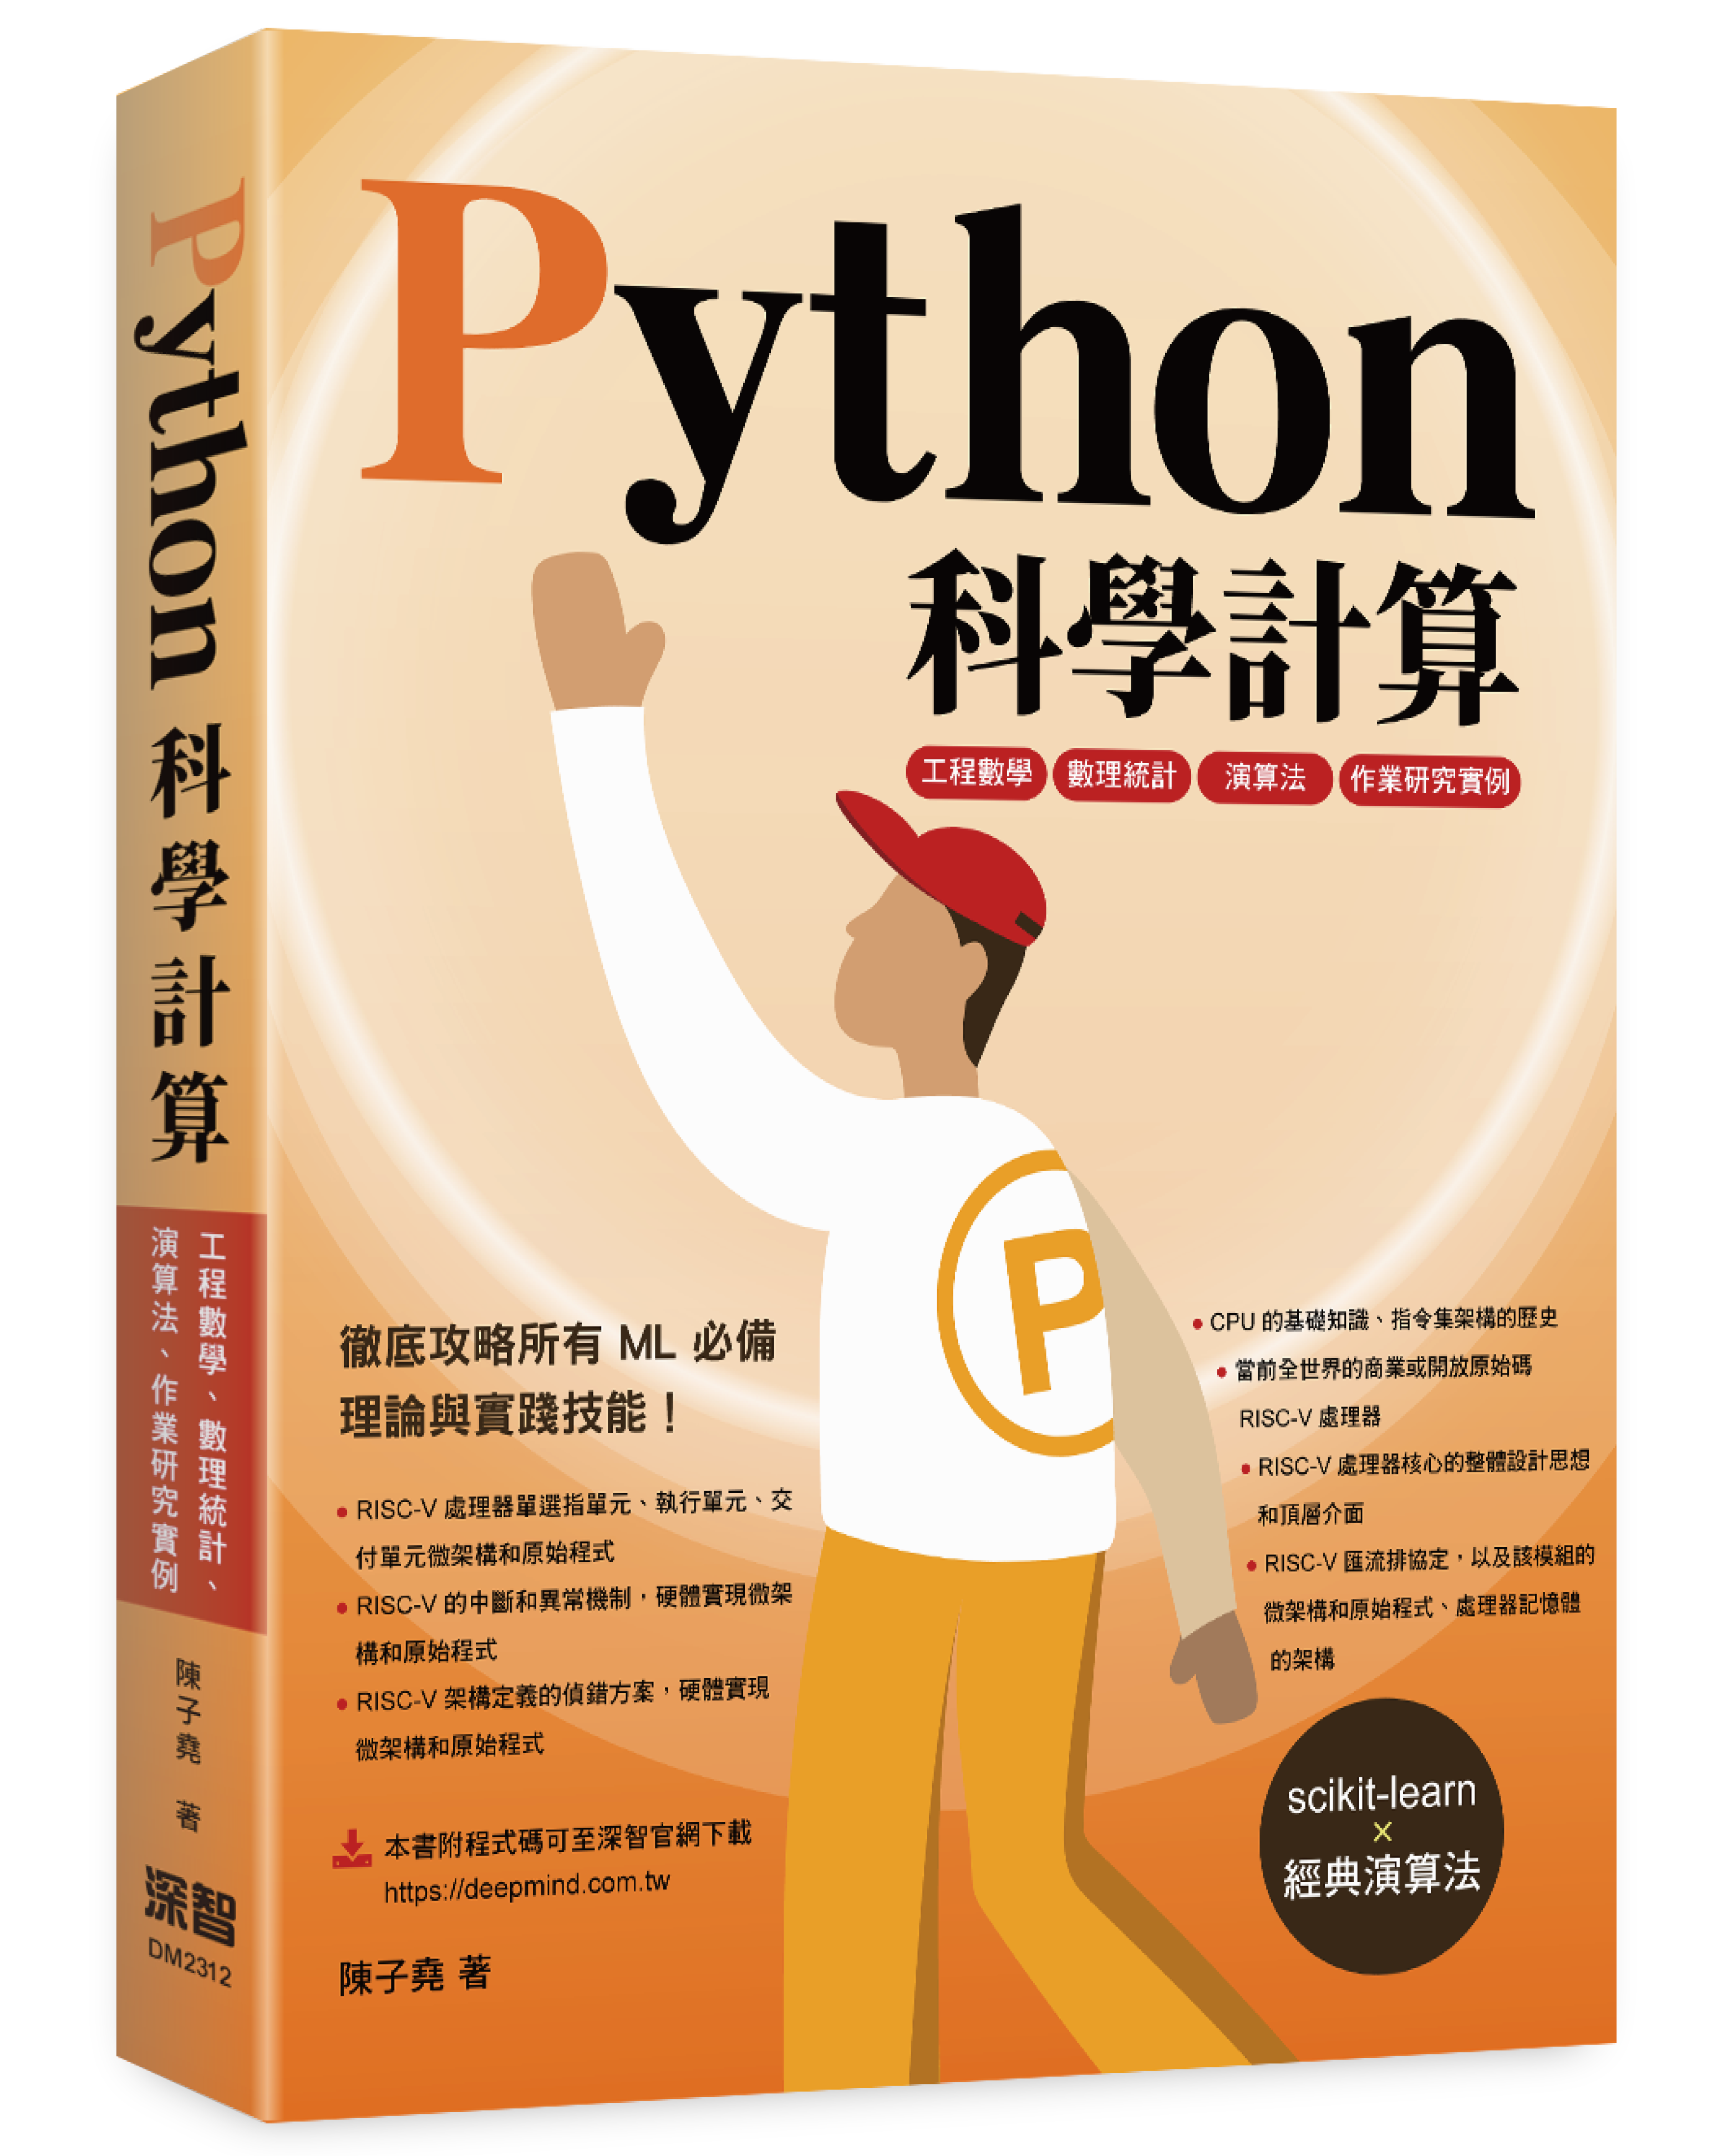 Python
科學計算
工程數學 數理統計 演算法 作業研究實例
徹底攻略所有 ML 必備
理論與實踐技能！
• RISC-V 處理器單選指單元、執行單元、交
付單元微架構和原始程式
• RISC-V 的中斷和異常機制，硬體實現微架
構和原始程式
• RISC-V 架構定義的偵錯方案，硬體實現
微架構和原始程式
• CPU 的基礎知識、指令集架構的歷史
• 當前全世界的商業或開放原始碼
RISC-V 處理器
• RISC-V 處理器核心的整體設計思想
和頂層介面
• RISC-V 匯流排協定，以及該模組的
微架構和原始程式、處理器記憶體
的架構
P
本書附程式碼可至深智官網下載
https://deepmind.com.tw
陳子堯 著
scikit-learn
×
經典演算法
Python 科學計算
工程數學、數理統計、
演算法、作業研究實例
陳子堯 著
深智
DM2312